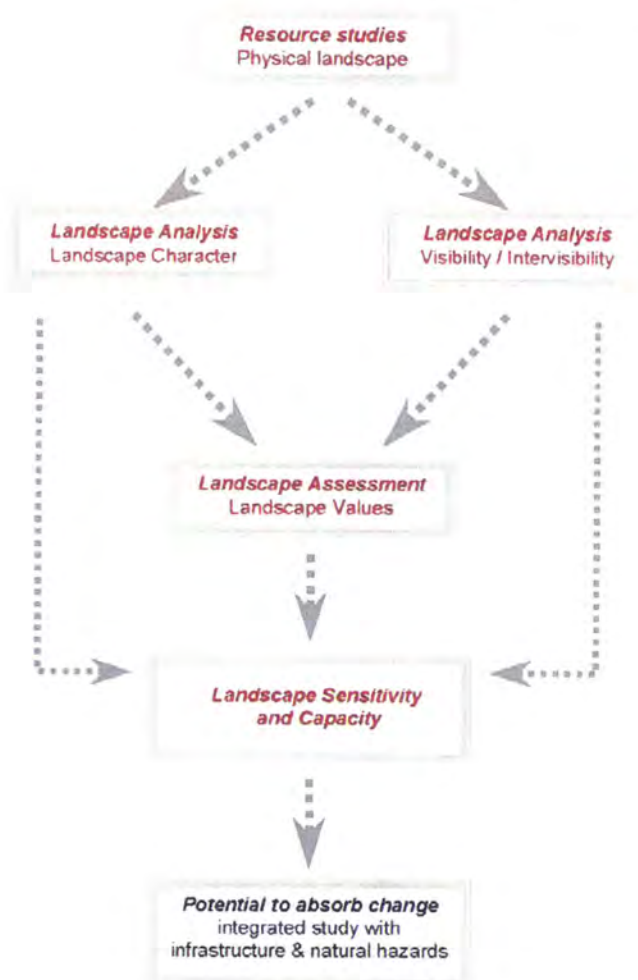 Resource studies
Physical landscape
Landscape Analysis
Landscape Character
Landscape Analysis
Visibility / Intervisibility
Landscape Assessment
Landscape Values
Landscape Sensitivity
and Capacity
Potential to absorb change
integrated study with
infrastructure & natural hazards